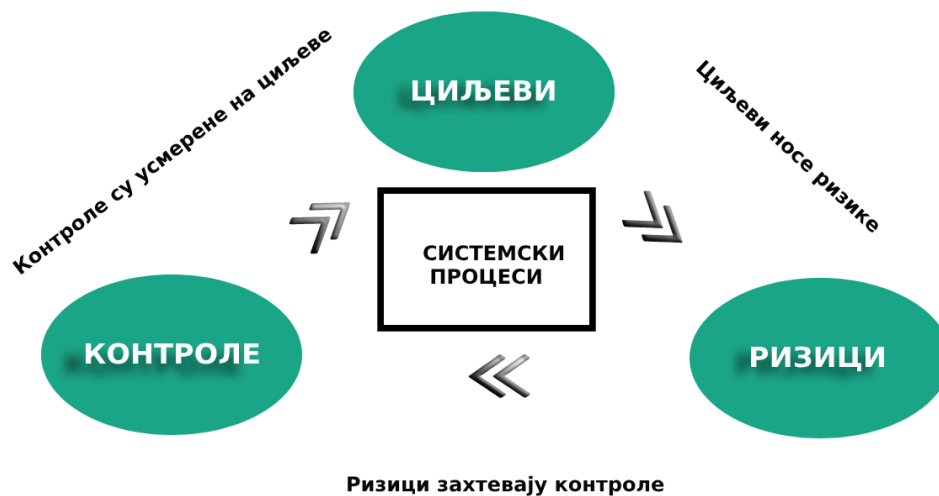 ЦИЉЕВИ
Контроле су усмерене на циљеве
Циљеви носе ризике
СИСТЕМСКИ
ПРОЦЕСИ
КОНТРОЛЕ
РИЗИЦИ
Ризици захтевају контроле